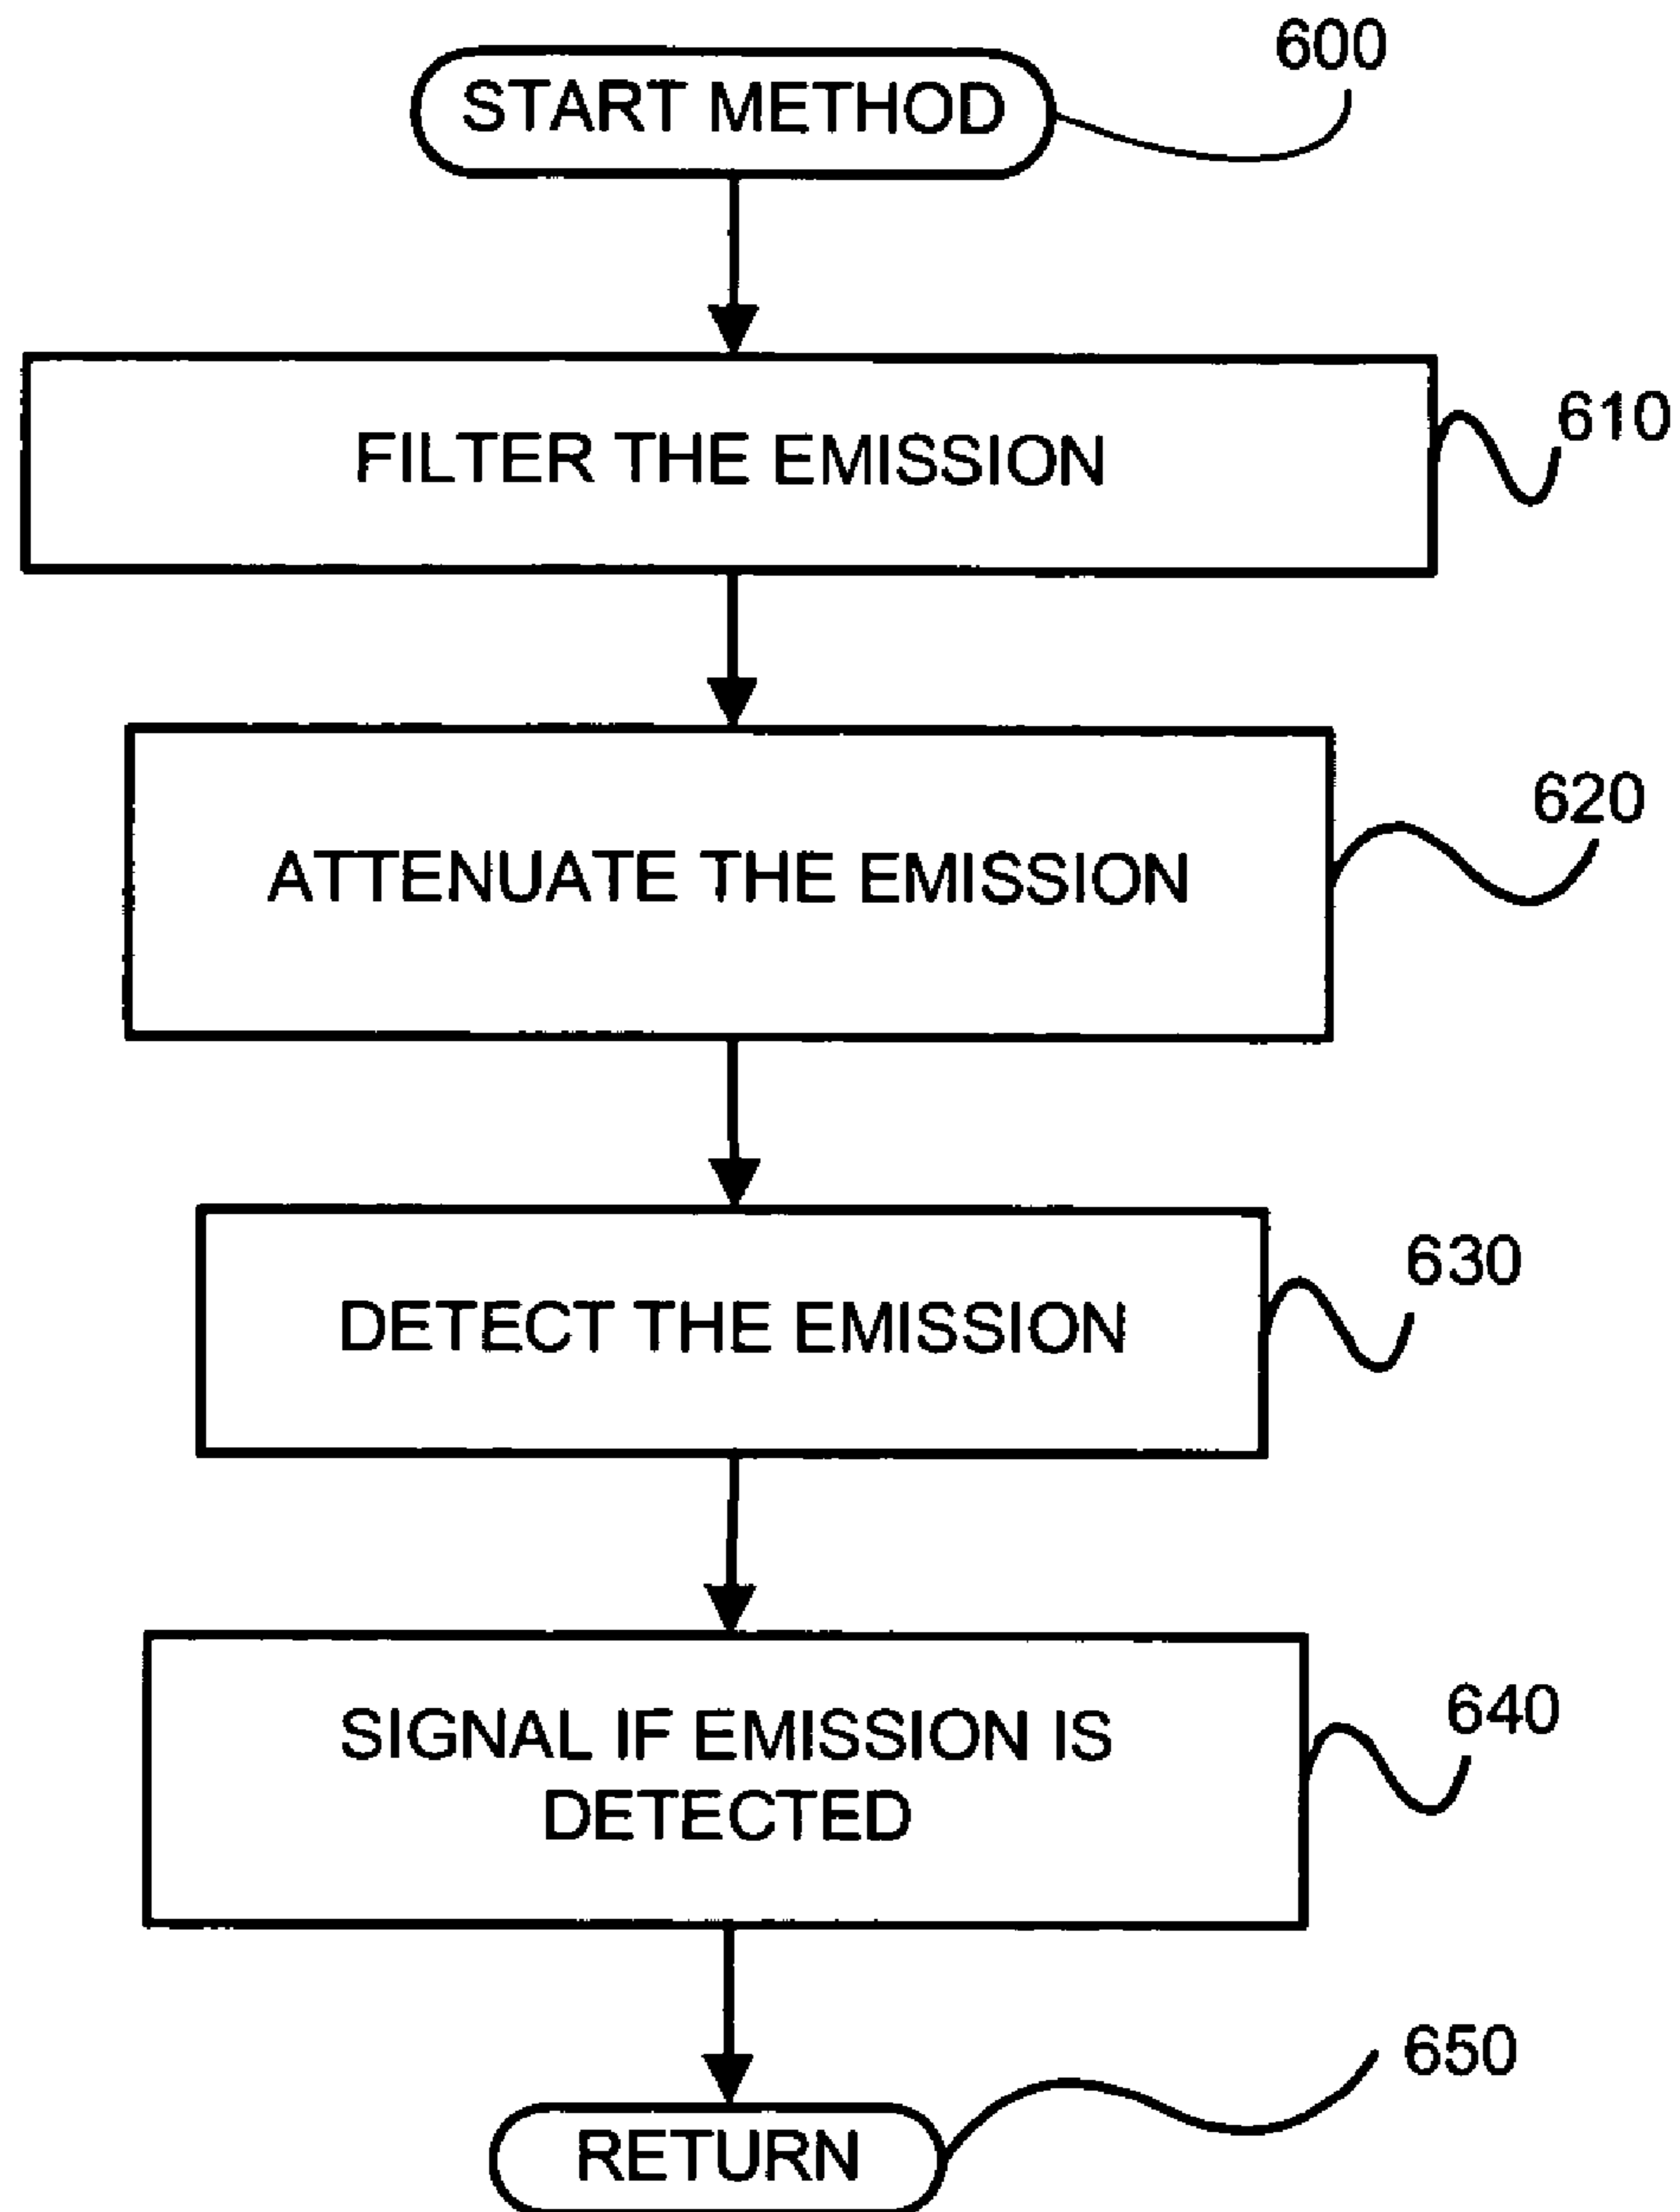 600
START METHOD
610
FILTER THE EMISSION
620
ATTENUATE THE EMISSION
630
DETECT THE EMISSION
640
SIGNAL IF EMISSION IS
DETECTED
650
RETURN